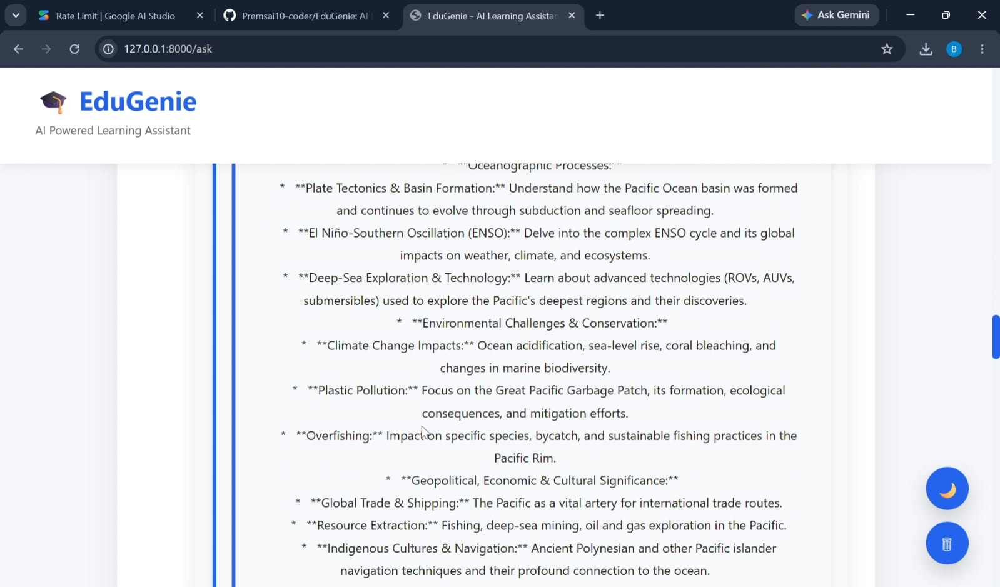 Rate Limit | Google AI Studio
Premsai10-coder/EduGenie: AI
EduGenie - AI Learning Assistan
Ask Gemini
127.0.0.1:8000/ask
B
EduGenie
AI Powered Learning Assistant
* **Oceanographic Processes:**
* **Plate Tectonics & Basin Formation:** Understand how the Pacific Ocean basin was formed
and continues to evolve through subduction and seafloor spreading.
* **El Niño-Southern Oscillation (ENSO):** Delve into the complex ENSO cycle and its global
impacts on weather, climate, and ecosystems.
* **Deep-Sea Exploration & Technology:** Learn about advanced technologies (ROVs, AUVs,
submersibles) used to explore the Pacific's deepest regions and their discoveries.
* **Environmental Challenges & Conservation:**
* **Climate Change Impacts:** Ocean acidification, sea-level rise, coral bleaching, and
changes in marine biodiversity.
* **Plastic Pollution:** Focus on the Great Pacific Garbage Patch, its formation, ecological
consequences, and mitigation efforts.
* **Overfishing:** Impact on specific species, bycatch, and sustainable fishing practices in the
Pacific Rim.
* **Geopolitical, Economic & Cultural Significance:**
* **Global Trade & Shipping:** The Pacific as a vital artery for international trade routes.
* **Resource Extraction:** Fishing, deep-sea mining, oil and gas exploration in the Pacific.
* **Indigenous Cultures & Navigation:** Ancient Polynesian and other Pacific islander
navigation techniques and their profound connection to the ocean.